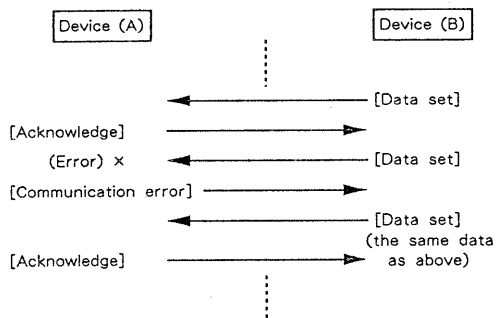 Device (A)
Device (B)
[Data set]
[Acknowledge]
(Error) ×
[Data set]
[Communication error]
[Data set]
(the same data
as above)
[Acknowledge]